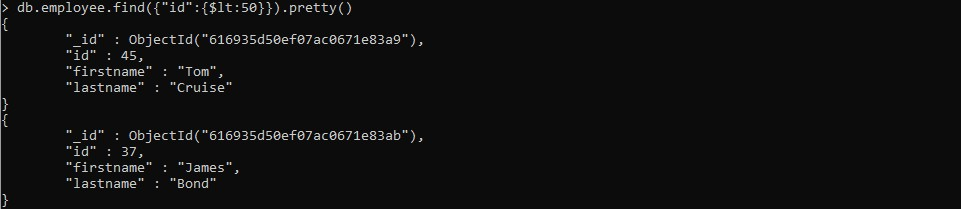 > db.employee.find({"id":{$lt:50}}).pretty()
{
        "_id" : ObjectId("616935d50ef07ac0671e83a9"),
        "id" : 45,
        "firstname" : "Tom",
        "lastname" : "Cruise"
}
{
        "_id" : ObjectId("616935d50ef07ac0671e83ab"),
        "id" : 37,
        "firstname" : "James",
        "lastname" : "Bond"
}